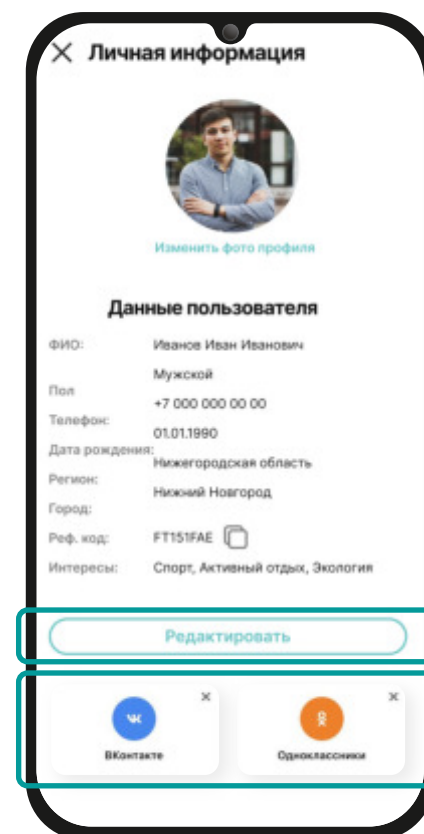 Личная информация
Изменить фото профиля
Данные пользователя
ФИО: Иванов Иван Иванович
Пол Мужской
Телефон: +7 000 000 00 00
Дата рождения: 01.01.1990
Регион: Нижегородская область
Город: Нижний Новгород
Реф. код: FT151FAE
Интересы: Спорт, Активный отдых, Экология
Редактировать
ВКонтакте Одноклассники